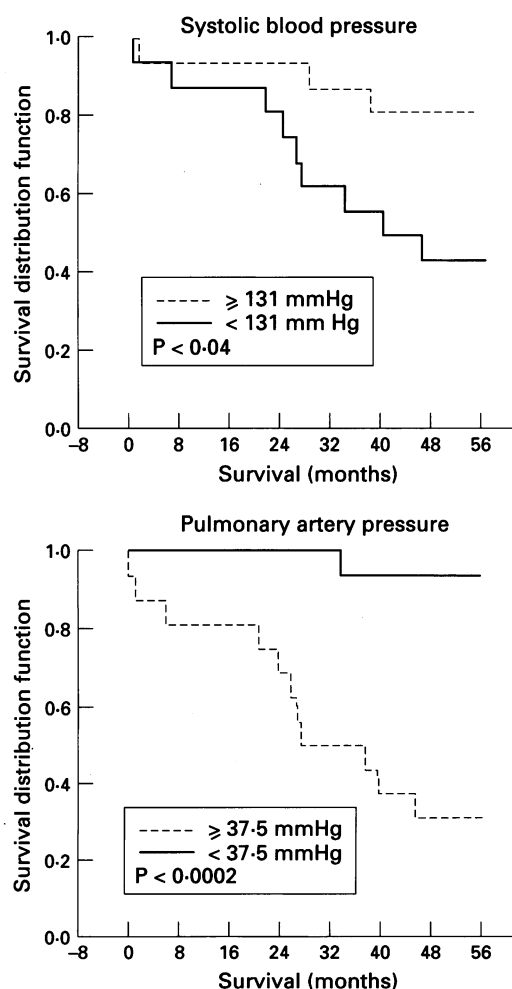 Systolic blood pressure
Survival distribution function
1·0
0·8
0·6
0·4
0·2
0·0
⩾ 131 mmHg
< 131 mm Hg
P < 0·04
–8 0 8 16 24 32 40 48 56
Survival (months)
Pulmonary artery pressure
Survival distribution function
1·0
0·8
0·6
0·4
0·2
0·0
⩾ 37·5 mmHg
< 37·5 mmHg
P < 0·0002
–8 0 8 16 24 32 40 48 56
Survival (months)